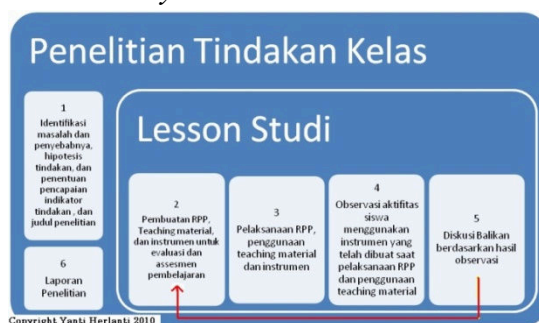 Penelitian Tindakan Kelas
1
Identifikasi
masalah dan
penyebabnya,
hipotesis
tindakan, dan
penentuan
pencapaian
indikator
tindakan, dan
judul penelitian
6
Laporan
Penelitian
Lesson Studi
2
Pembuatan RPP,
Teaching material,
dan instrumen untuk
evaluasi dan
assesmen
pembelajaran
3
Pelaksanaan RPP,
penggunaan
teaching material
dan instrumen
4
Observasi aktifitas
siswa
menggunakan
instrumen yang
telah dibuat saat
pelaksanaan RPP
dan penggunaan
teaching material
5
Diskusi Balikan
berdasarkan hasil
observasi
Copyright Yanti Herlanti 2010